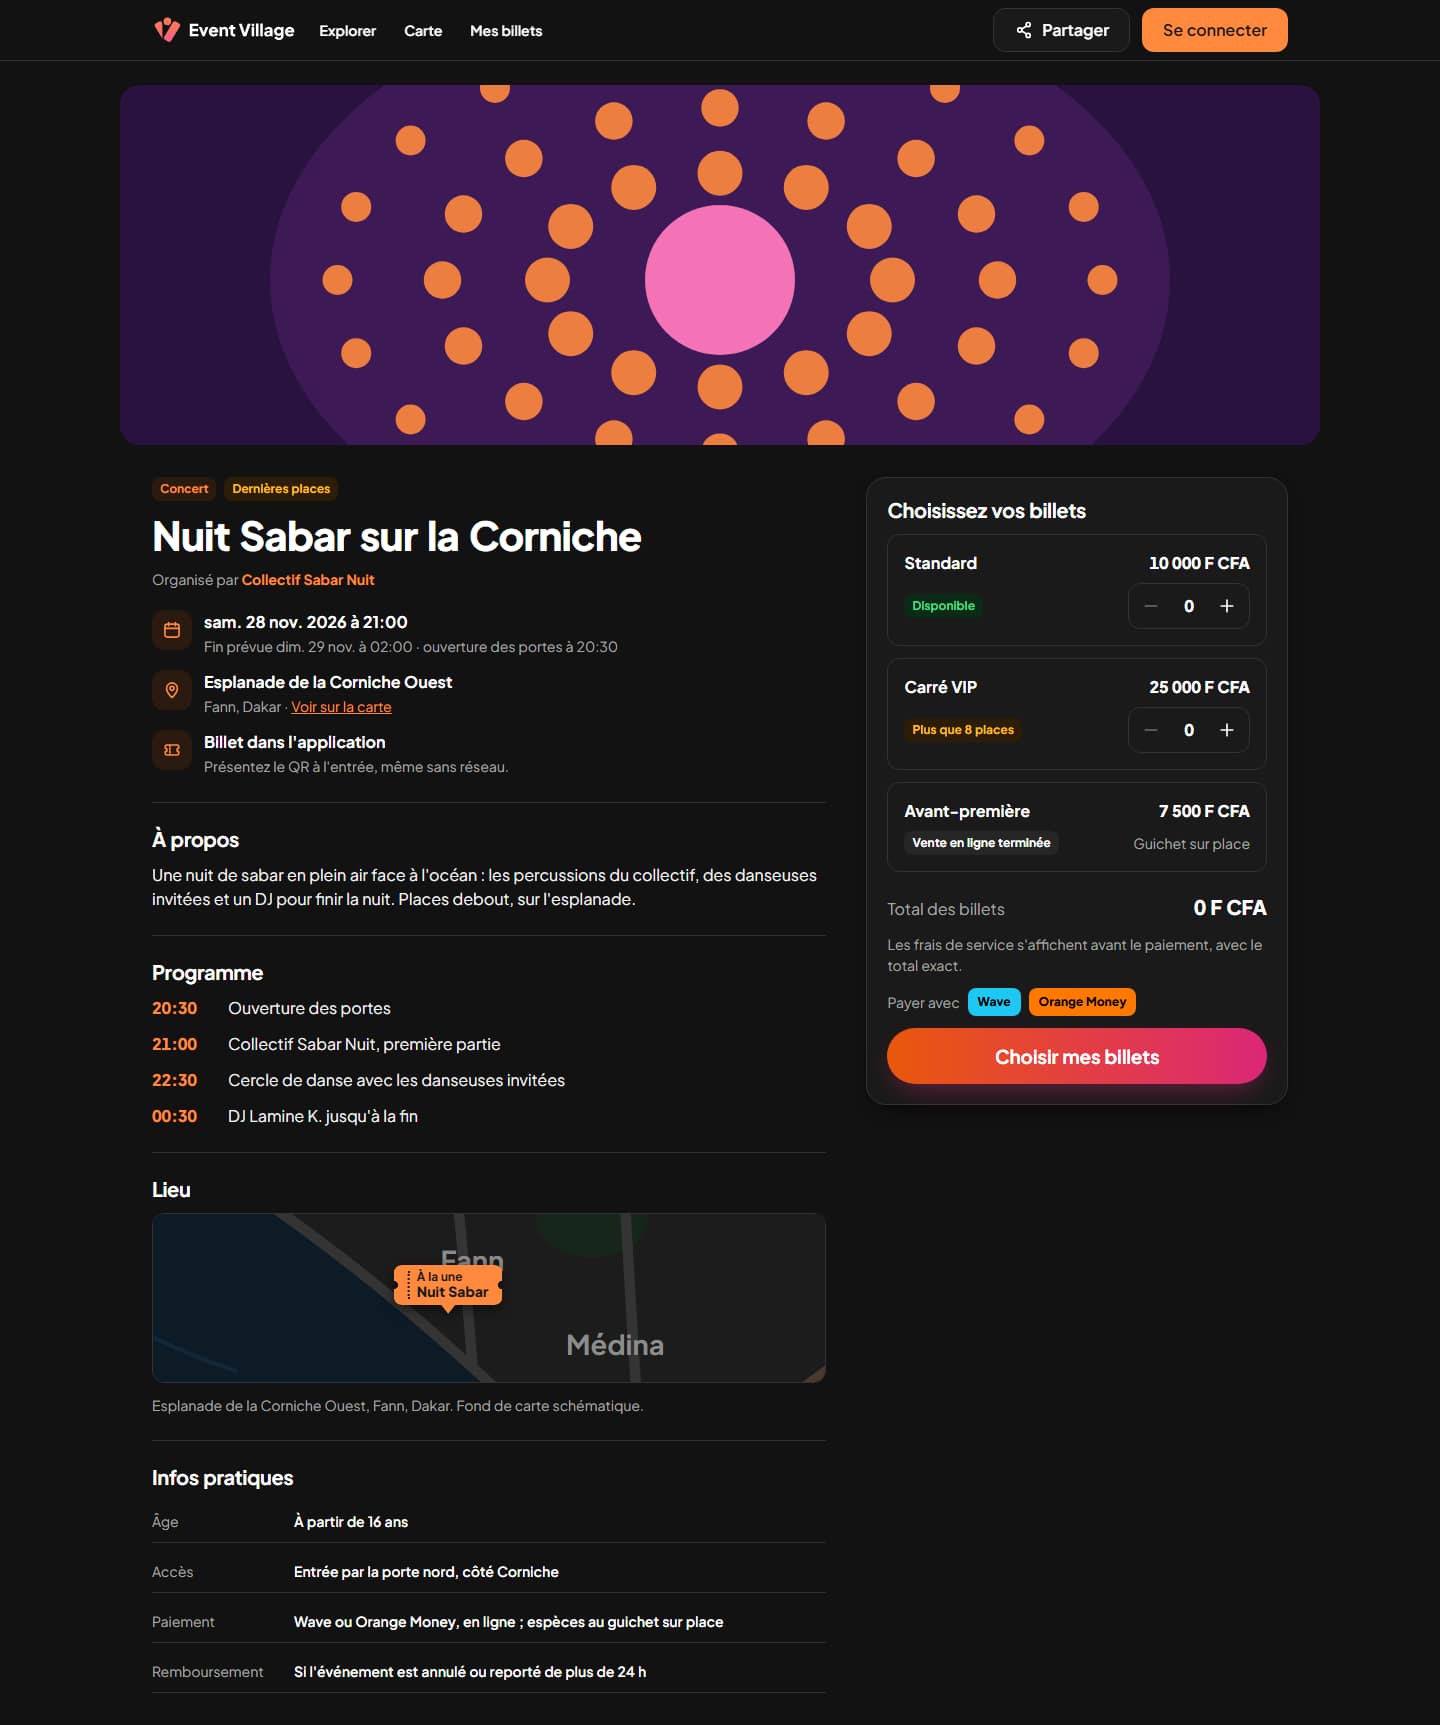 Event Village
Explorer
Carte
Mes billets
Partager
Se connecter
Concert
Dernières places
Nuit Sabar sur la Corniche
Organisé par Collectif Sabar Nuit
sam. 28 nov. 2026 à 21:00
Fin prévue dim. 29 nov. à 02:00 · ouverture des portes à 20:30
Esplanade de la Corniche Ouest
Fann, Dakar · Voir sur la carte
Billet dans l'application
Présentez le QR à l'entrée, même sans réseau.
À propos
Une nuit de sabar en plein air face à l'océan : les percussions du collectif, des danseuses
invitées et un DJ pour finir la nuit. Places debout, sur l'esplanade.
Programme
20:30 Ouverture des portes
21:00 Collectif Sabar Nuit, première partie
22:30 Cercle de danse avec les danseuses invitées
00:30 DJ Lamine K. jusqu'à la fin
Lieu
Fann
À la une
Nuit Sabar
Médina
Esplanade de la Corniche Ouest, Fann, Dakar. Fond de carte schématique.
Infos pratiques
Âge À partir de 16 ans
Accès Entrée par la porte nord, côté Corniche
Paiement Wave ou Orange Money, en ligne ; espèces au guichet sur place
Remboursement Si l'événement est annulé ou reporté de plus de 24 h
Choisissez vos billets
Standard 10 000 F CFA
Disponible 0
Carré VIP 25 000 F CFA
Plus que 8 places 0
Avant-première 7 500 F CFA
Vente en ligne terminée Guichet sur place
Total des billets 0 F CFA
Les frais de service s'affichent avant le paiement, avec le
total exact.
Payer avec Wave Orange Money
Choisir mes billets